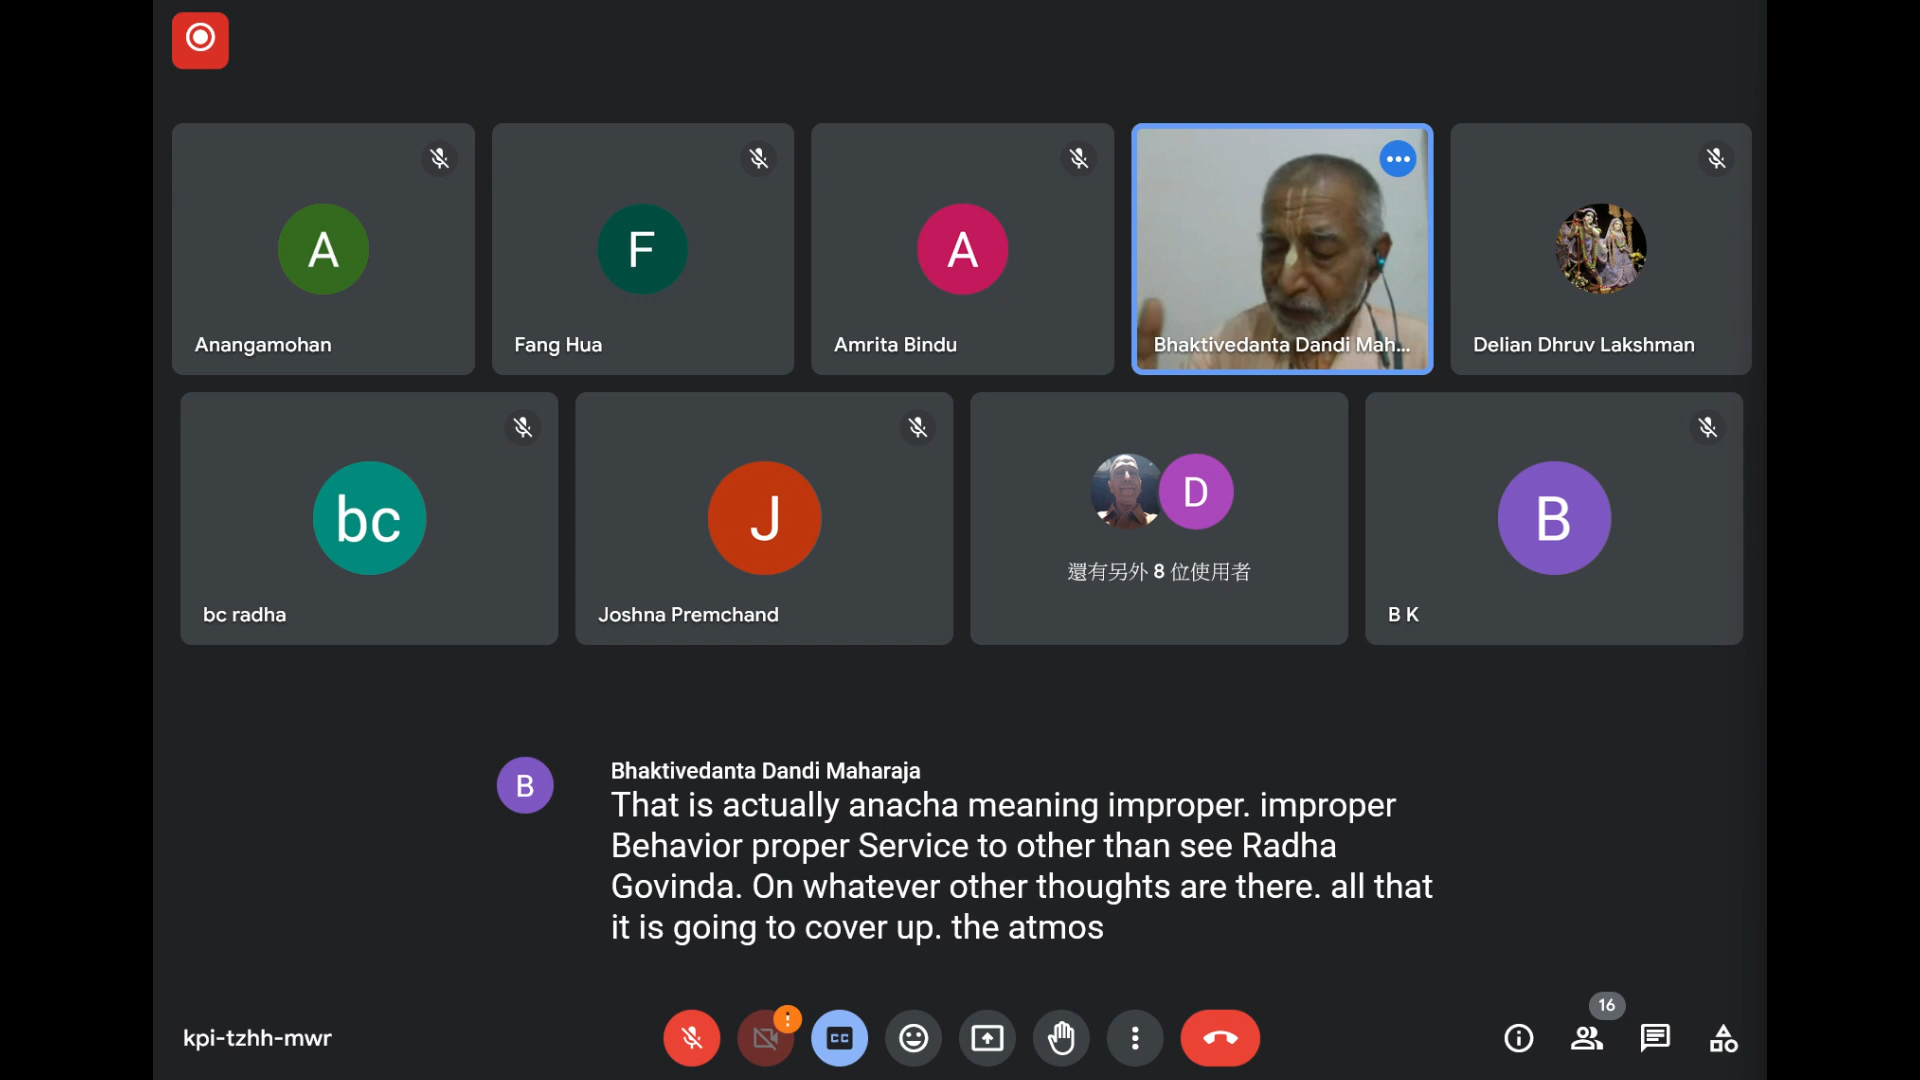 A
Anangamohan
F
Fang Hua
A
Amrita Bindu
Bhaktivedanta Dandi Mah...
Delian Dhruv Lakshman
bc
bc radha
J
Joshna Premchand
D
還有另外 8 位使用者
B
B K
B
Bhaktivedanta Dandi Maharaja
That is actually anacha meaning improper. improper
Behavior proper Service to other than see Radha
Govinda. On whatever other thoughts are there. all that
it is going to cover up. the atmos
kpi-tzhh-mwr
CC
16